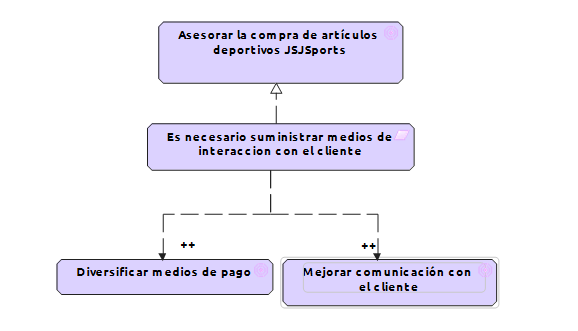 Asesorar la compra de artículos
deportivos JSJSports
Es necesario suministrar medios de
interaccion con el cliente
++
++
Diversificar medios de pago
Mejorar comunicación con
el cliente